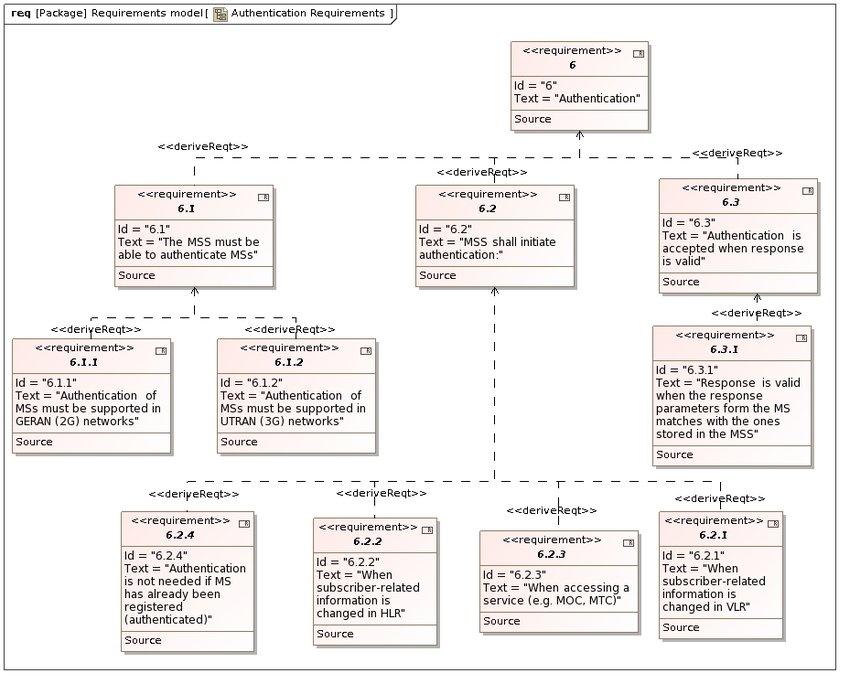 req [Package] Requirements model[ Authentication Requirements ]
<<requirement>>
6
Id = "6"
Text = "Authentication"
Source
<<deriveReqt>>
<<deriveReqt>>
<<deriveReqt>>
<<requirement>>
6.1
Id = "6.1"
Text = "The MSS must be
able to authenticate MSs"
Source
<<requirement>>
6.2
Id = "6.2"
Text = "MSS shall initiate
authentication:"
Source
<<requirement>>
6.3
Id = "6.3"
Text = "Authentication is
accepted when response
is valid"
Source
<<deriveReqt>>
<<deriveReqt>>
<<deriveReqt>>
<<requirement>>
6.1.1
Id = "6.1.1"
Text = "Authentication of
MSs must be supported in
GERAN (2G) networks"
Source
<<requirement>>
6.1.2
Id = "6.1.2"
Text = "Authentication of
MSs must be supported in
UTRAN (3G) networks"
Source
<<requirement>>
6.3.1
Id = "6.3.1"
Text = "Response is valid
when the response
parameters form the MS
matches with the ones
stored in the MSS"
Source
<<deriveReqt>>
<<deriveReqt>>
<<deriveReqt>>
<<deriveReqt>>
<<requirement>>
6.2.4
Id = "6.2.4"
Text = "Authentication
is not needed if MS
has already been
registered
(authenticated)"
Source
<<requirement>>
6.2.2
Id = "6.2.2"
Text = "When
subscriber-related
information is
changed in HLR"
Source
<<requirement>>
6.2.3
Id = "6.2.3"
Text = "When accessing a
service (e.g. MOC, MTC)"
Source
<<requirement>>
6.2.1
Id = "6.2.1"
Text = "When
subscriber-related
information is
changed in VLR"
Source